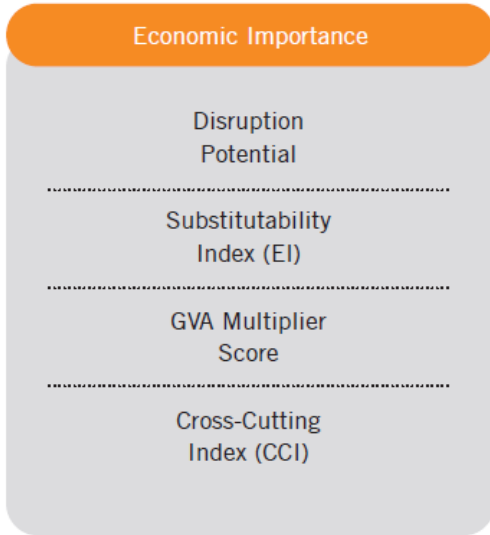 Economic Importance
Disruption
Potential
Substitutability
Index (EI)
GVA Multiplier
Score
Cross-Cutting
Index (CCI)